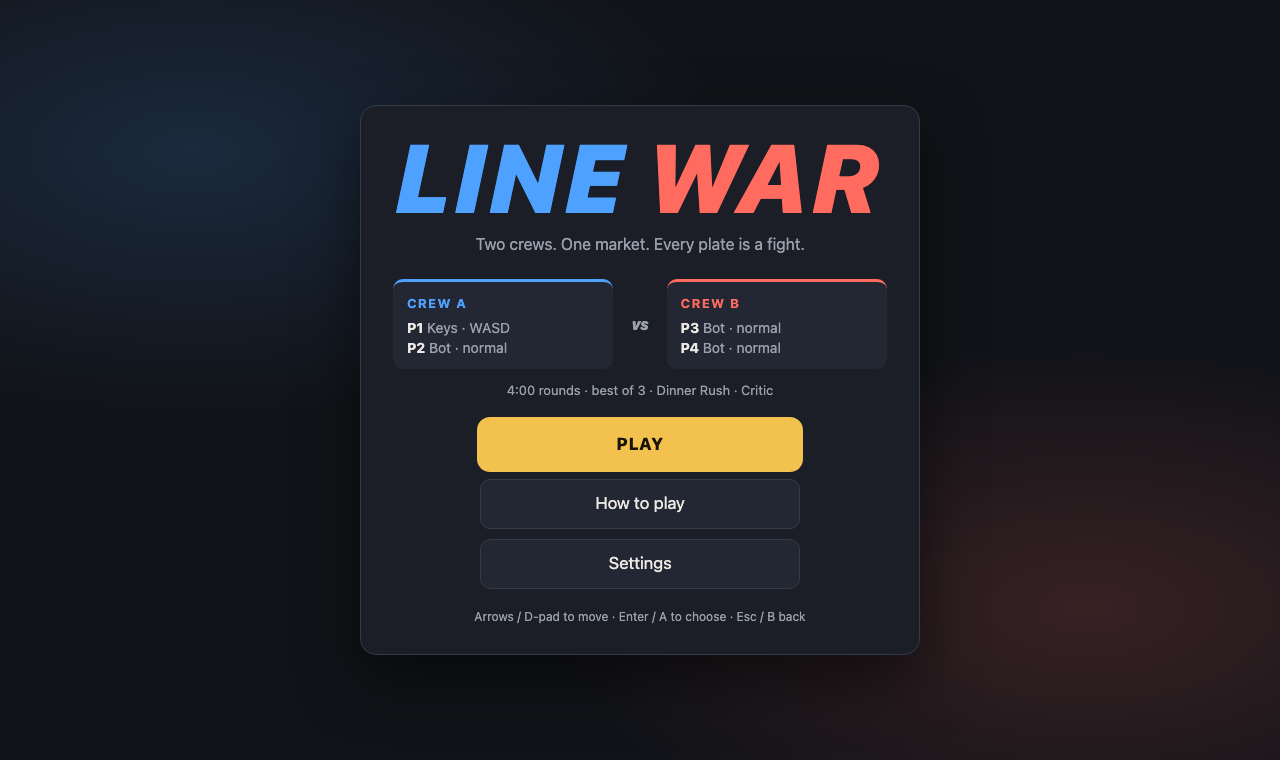 LINE WAR
Two crews. One market. Every plate is a fight.
CREW A
P1 Keys · WASD
P2 Bot · normal
vs
CREW B
P3 Bot · normal
P4 Bot · normal
4:00 rounds · best of 3 · Dinner Rush · Critic
PLAY
How to play
Settings
Arrows / D-pad to move · Enter / A to choose · Esc / B back